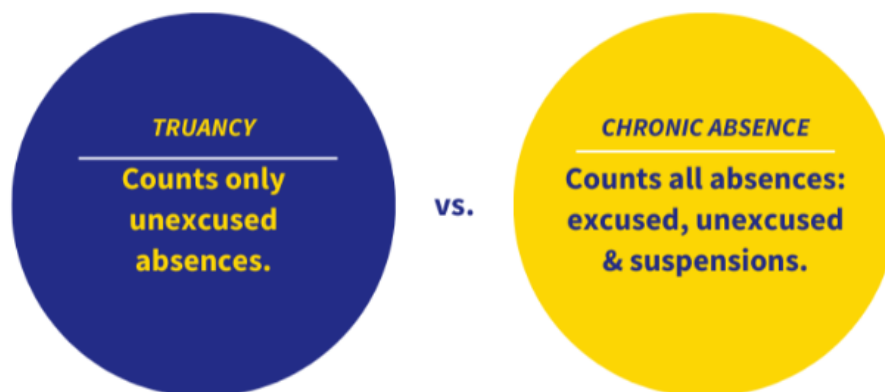 TRUANCY
Counts only
unexcused
absences.
vs.
CHRONIC ABSENCE
Counts all absences:
excused, unexcused
& suspensions.